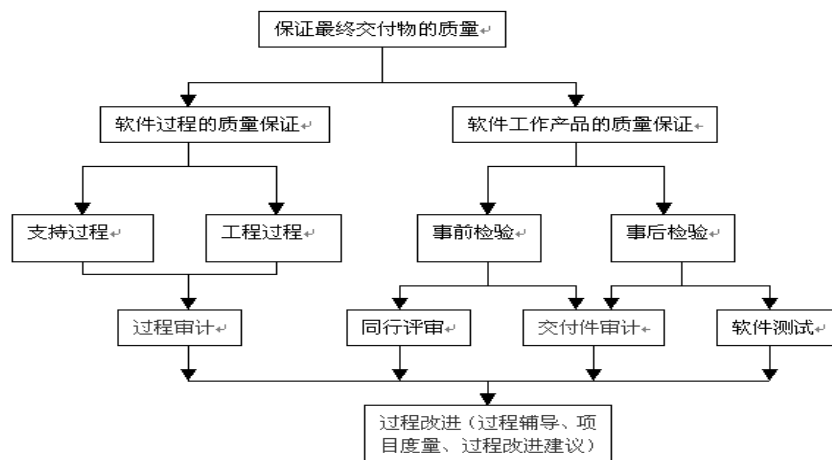 保证最终交付物的质量
软件过程的质量保证
软件工作产品的质量保证
支持过程
工程过程
事前检验
事后检验
过程审计
同行评审
交付件审计
软件测试
过程改进（过程辅导、项
目度量、过程改进建议）